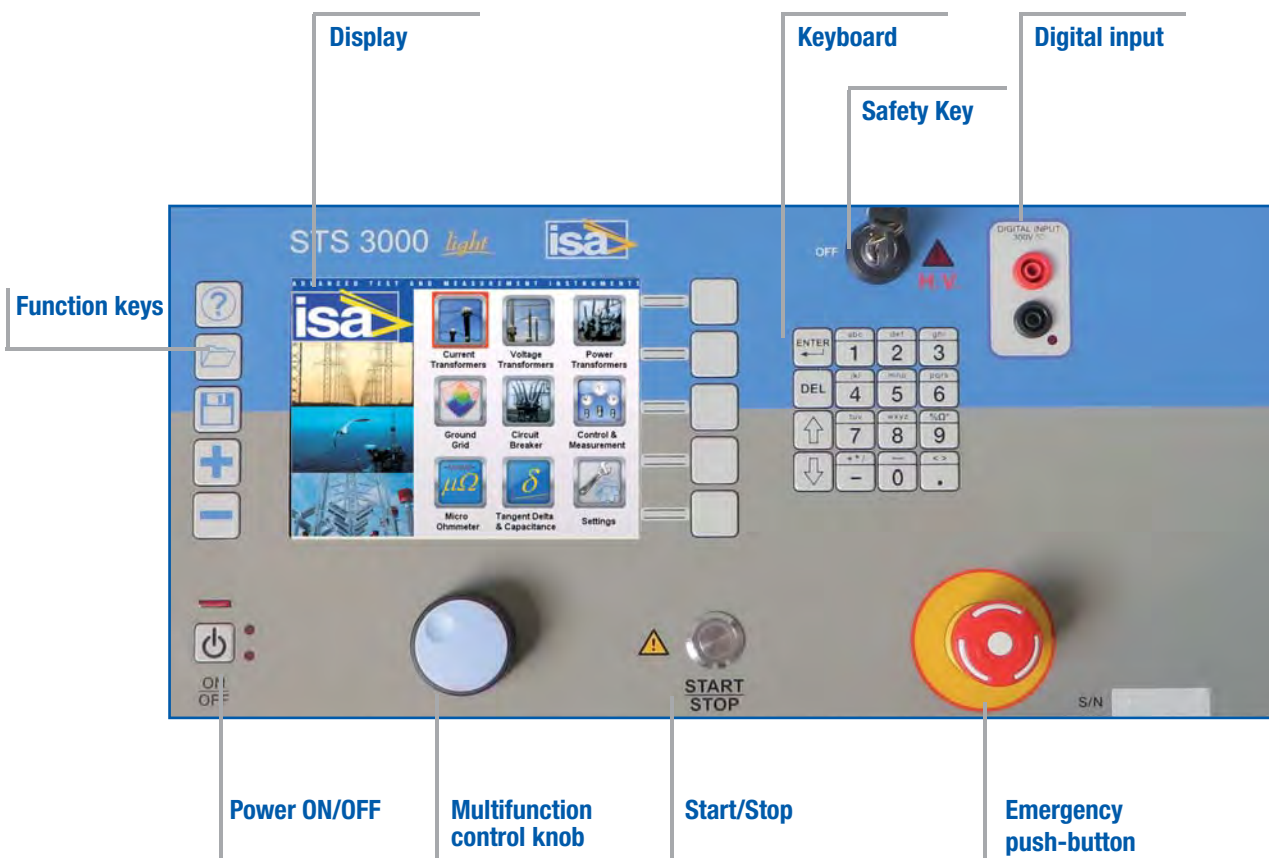 Display
Keyboard
Digital input
Safety Key
Function keys
STS 3000 light
isa
OFF
H.V.
DIGITAL INPUT
300V
ADVANCED TEST AND MEASUREMENT INSTRUMENTS
isa
Current Transformers
Voltage Transformers
Power Transformers
Ground Grid
Circuit Breaker
Control & Measurement
μΩ
δ
Micro Ohmmeter
Tangent Delta & Capacitance
Settings
?
ENTER
abc
1
def
2
ghi
3
DEL
jkl
4
mno
5
pqrs
6
tuv
7
wxyz
8
%Ω°
9
+*/
-
—
0
<>
.
ON
OFF
START
STOP
S/N
Power ON/OFF
Multifunction
control knob
Start/Stop
Emergency
push-button